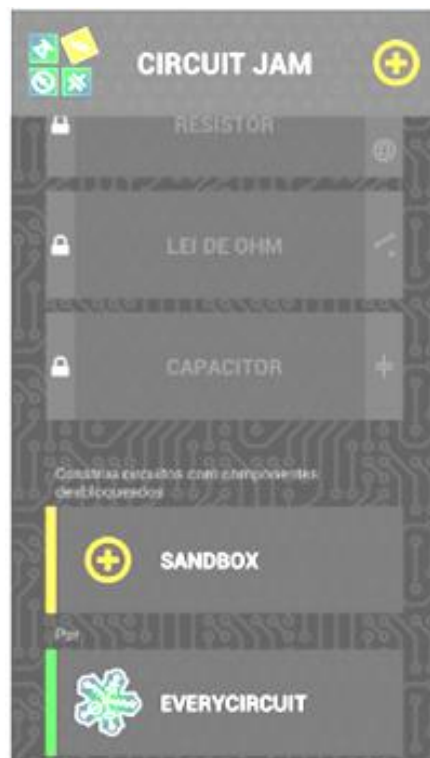 CIRCUIT JAM
RESISTOR
LEI DE OHM
CAPACITOR
Construa circuitos com componentes
desbloqueados
SANDBOX
Por
EVERYCIRCUIT